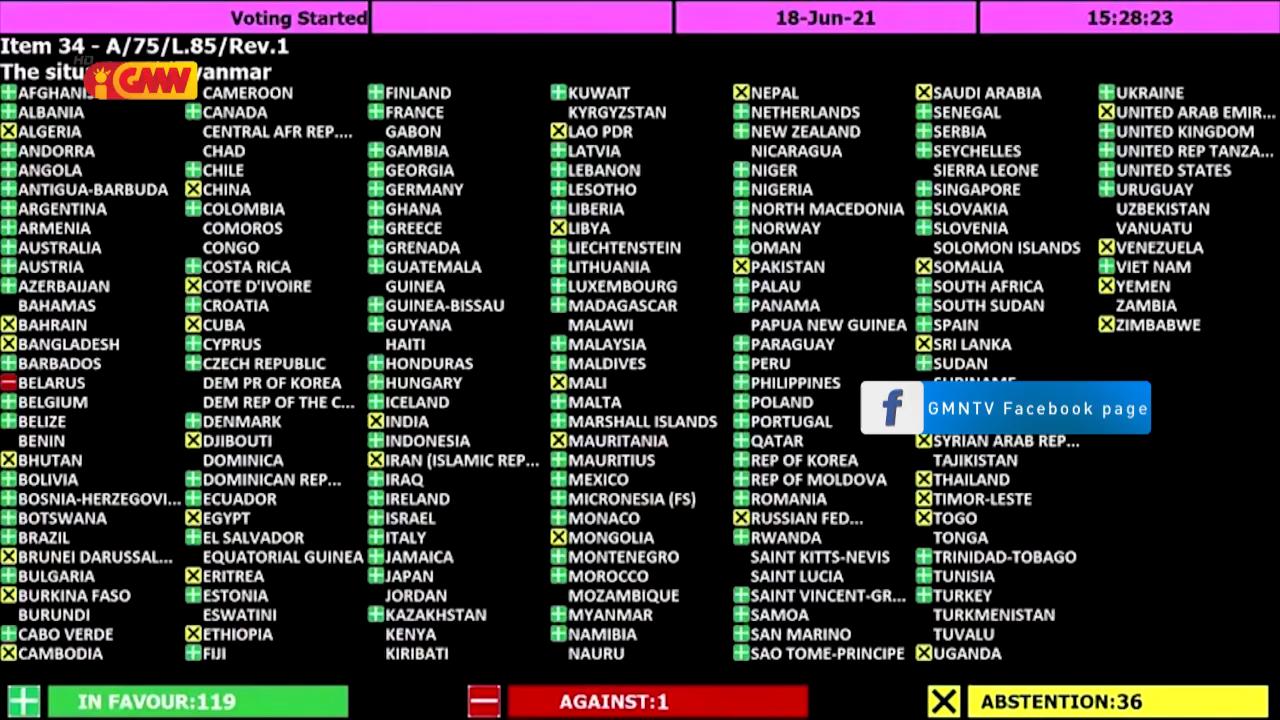 Voting Started 18-Jun-21 15:28:23
Item 34 - A/75/L.85/Rev.1
The situ yanmar
HD
GMW
AFGHANIS
ALBANIA
ALGERIA
ANDORRA
ANGOLA
ANTIGUA-BARBUDA
ARGENTINA
ARMENIA
AUSTRALIA
AUSTRIA
AZERBAIJAN
BAHAMAS
BAHRAIN
BANGLADESH
BARBADOS
BELARUS
BELGIUM
BELIZE
BENIN
BHUTAN
BOLIVIA
BOSNIA-HERZEGOVI...
BOTSWANA
BRAZIL
BRUNEI DARUSSAL...
BULGARIA
BURKINA FASO
BURUNDI
CABO VERDE
CAMBODIA
CAMEROON
CANADA
CENTRAL AFR REP....
CHAD
CHILE
CHINA
COLOMBIA
COMOROS
CONGO
COSTA RICA
COTE D'IVOIRE
CROATIA
CUBA
CYPRUS
CZECH REPUBLIC
DEM PR OF KOREA
DEM REP OF THE C...
DENMARK
DJIBOUTI
DOMINICA
DOMINICAN REP...
ECUADOR
EGYPT
EL SALVADOR
EQUATORIAL GUINEA
ERITREA
ESTONIA
ESWATINI
ETHIOPIA
FIJI
FINLAND
FRANCE
GABON
GAMBIA
GEORGIA
GERMANY
GHANA
GREECE
GRENADA
GUATEMALA
GUINEA
GUINEA-BISSAU
GUYANA
HAITI
HONDURAS
HUNGARY
ICELAND
INDIA
INDONESIA
IRAN (ISLAMIC REP...
IRAQ
IRELAND
ISRAEL
ITALY
JAMAICA
JAPAN
JORDAN
KAZAKHSTAN
KENYA
KIRIBATI
KUWAIT
KYRGYZSTAN
LAO PDR
LATVIA
LEBANON
LESOTHO
LIBERIA
LIBYA
LIECHTENSTEIN
LITHUANIA
LUXEMBOURG
MADAGASCAR
MALAWI
MALAYSIA
MALDIVES
MALI
MALTA
MARSHALL ISLANDS
MAURITANIA
MAURITIUS
MEXICO
MICRONESIA (FS)
MONACO
MONGOLIA
MONTENEGRO
MOROCCO
MOZAMBIQUE
MYANMAR
NAMIBIA
NAURU
NEPAL
NETHERLANDS
NEW ZEALAND
NICARAGUA
NIGER
NIGERIA
NORTH MACEDONIA
NORWAY
OMAN
PAKISTAN
PALAU
PANAMA
PAPUA NEW GUINEA
PARAGUAY
PERU
PHILIPPINES
POLAND
PORTUGAL
QATAR
REP OF KOREA
REP OF MOLDOVA
ROMANIA
RUSSIAN FED...
RWANDA
SAINT KITTS-NEVIS
SAINT LUCIA
SAINT VINCENT-GR...
SAMOA
SAN MARINO
SAO TOME-PRINCIPE
SAUDI ARABIA
SENEGAL
SERBIA
SEYCHELLES
SIERRA LEONE
SINGAPORE
SLOVAKIA
SLOVENIA
SOLOMON ISLANDS
SOMALIA
SOUTH AFRICA
SOUTH SUDAN
SPAIN
SRI LANKA
SUDAN
SURINAME
f GMNTV Facebook page
SYRIAN ARAB REP...
TAJIKISTAN
THAILAND
TIMOR-LESTE
TOGO
TONGA
TRINIDAD-TOBAGO
TUNISIA
TURKEY
TURKMENISTAN
TUVALU
UGANDA
UKRAINE
UNITED ARAB EMIR...
UNITED KINGDOM
UNITED REP TANZA...
UNITED STATES
URUGUAY
UZBEKISTAN
VANUATU
VENEZUELA
VIET NAM
YEMEN
ZAMBIA
ZIMBABWE
IN FAVOUR:119 AGAINST:1 ABSTENTION:36